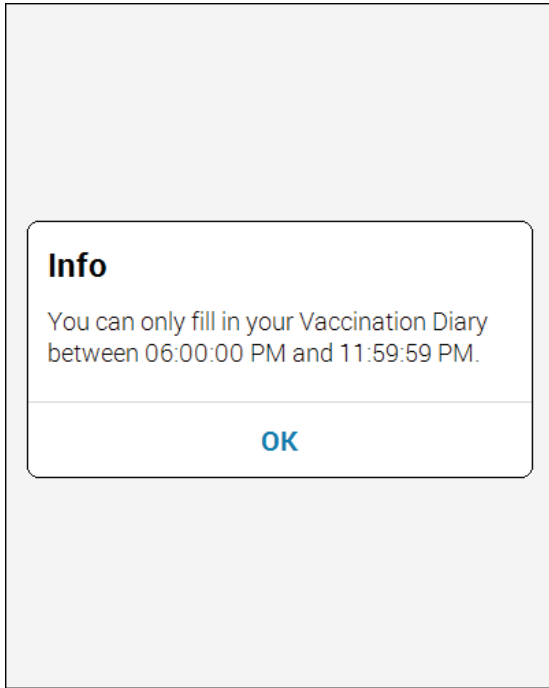 Info
You can only fill in your Vaccination Diary
between 06:00:00 PM and 11:59:59 PM.
OK